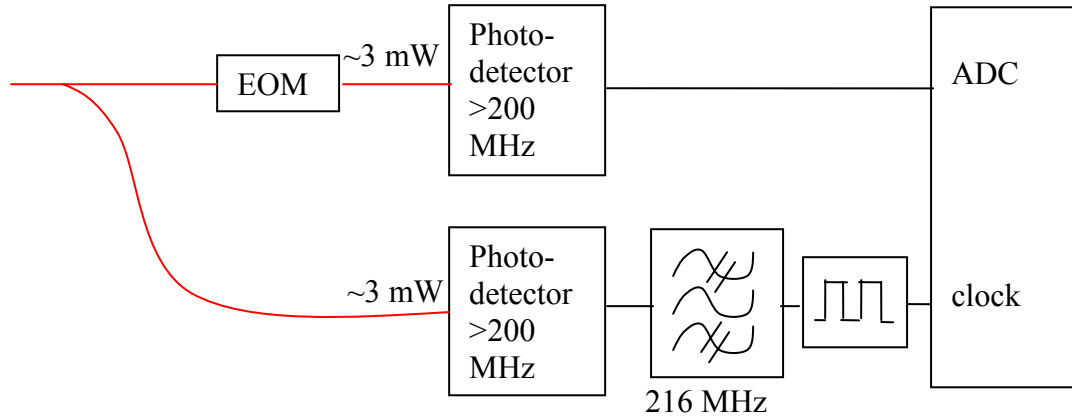 EOM
~3 mW
Photo-
detector
>200
MHz
ADC
~3 mW
Photo-
detector
>200
MHz
216 MHz
clock